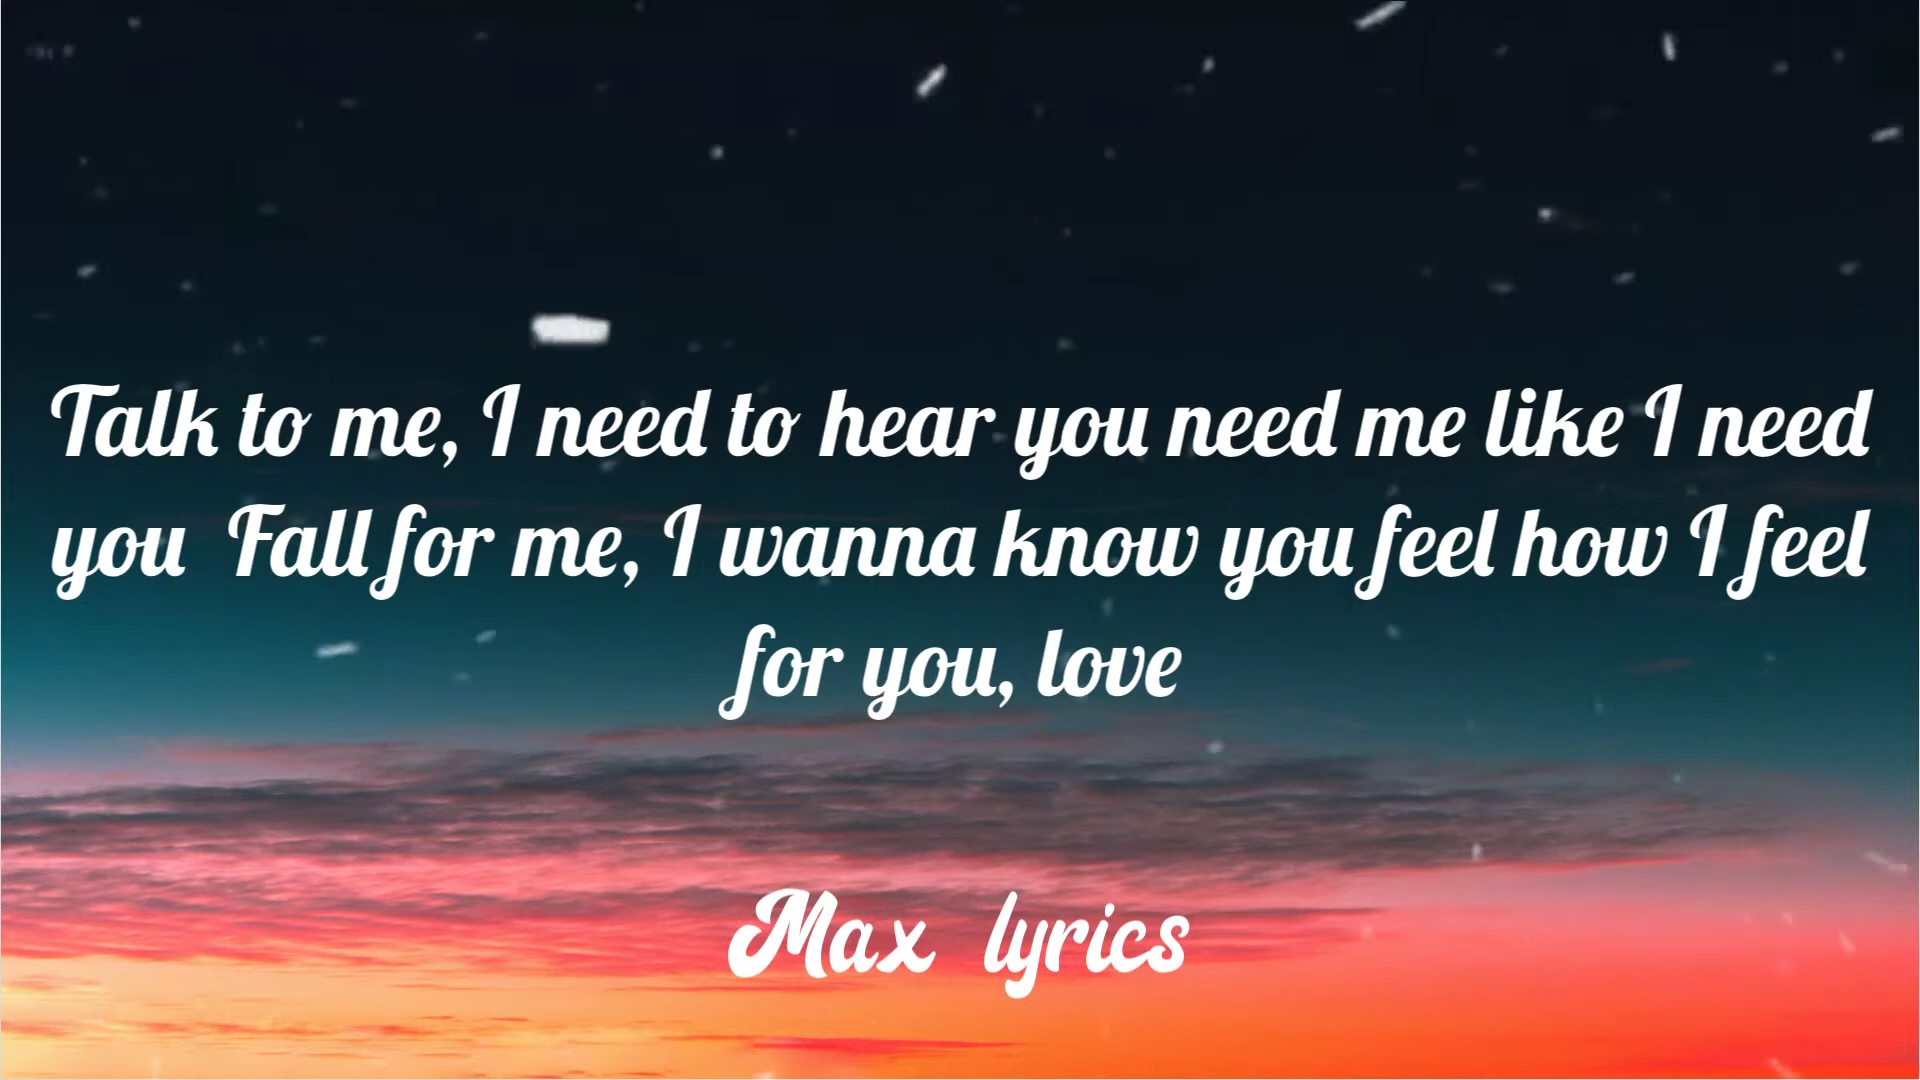 Talk to me, I need to hear you need me like I need
you  Fall for me, I wanna know you feel how I feel
for you, love
Max lyrics